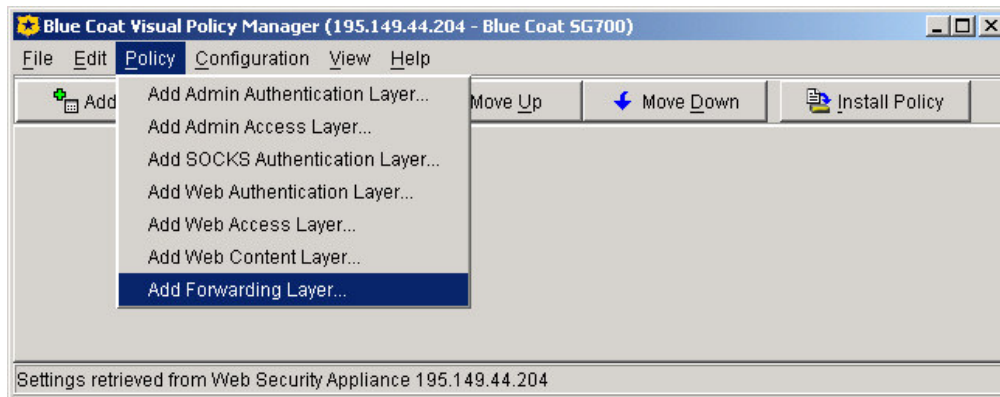 Blue Coat Visual Policy Manager (195.149.44.204 - Blue Coat SG700)
File Edit Policy Configuration View Help
Add Move Up Move Down Install Policy
Add Admin Authentication Layer...
Add Admin Access Layer...
Add SOCKS Authentication Layer...
Add Web Authentication Layer...
Add Web Access Layer...
Add Web Content Layer...
Add Forwarding Layer...
Settings retrieved from Web Security Appliance 195.149.44.204